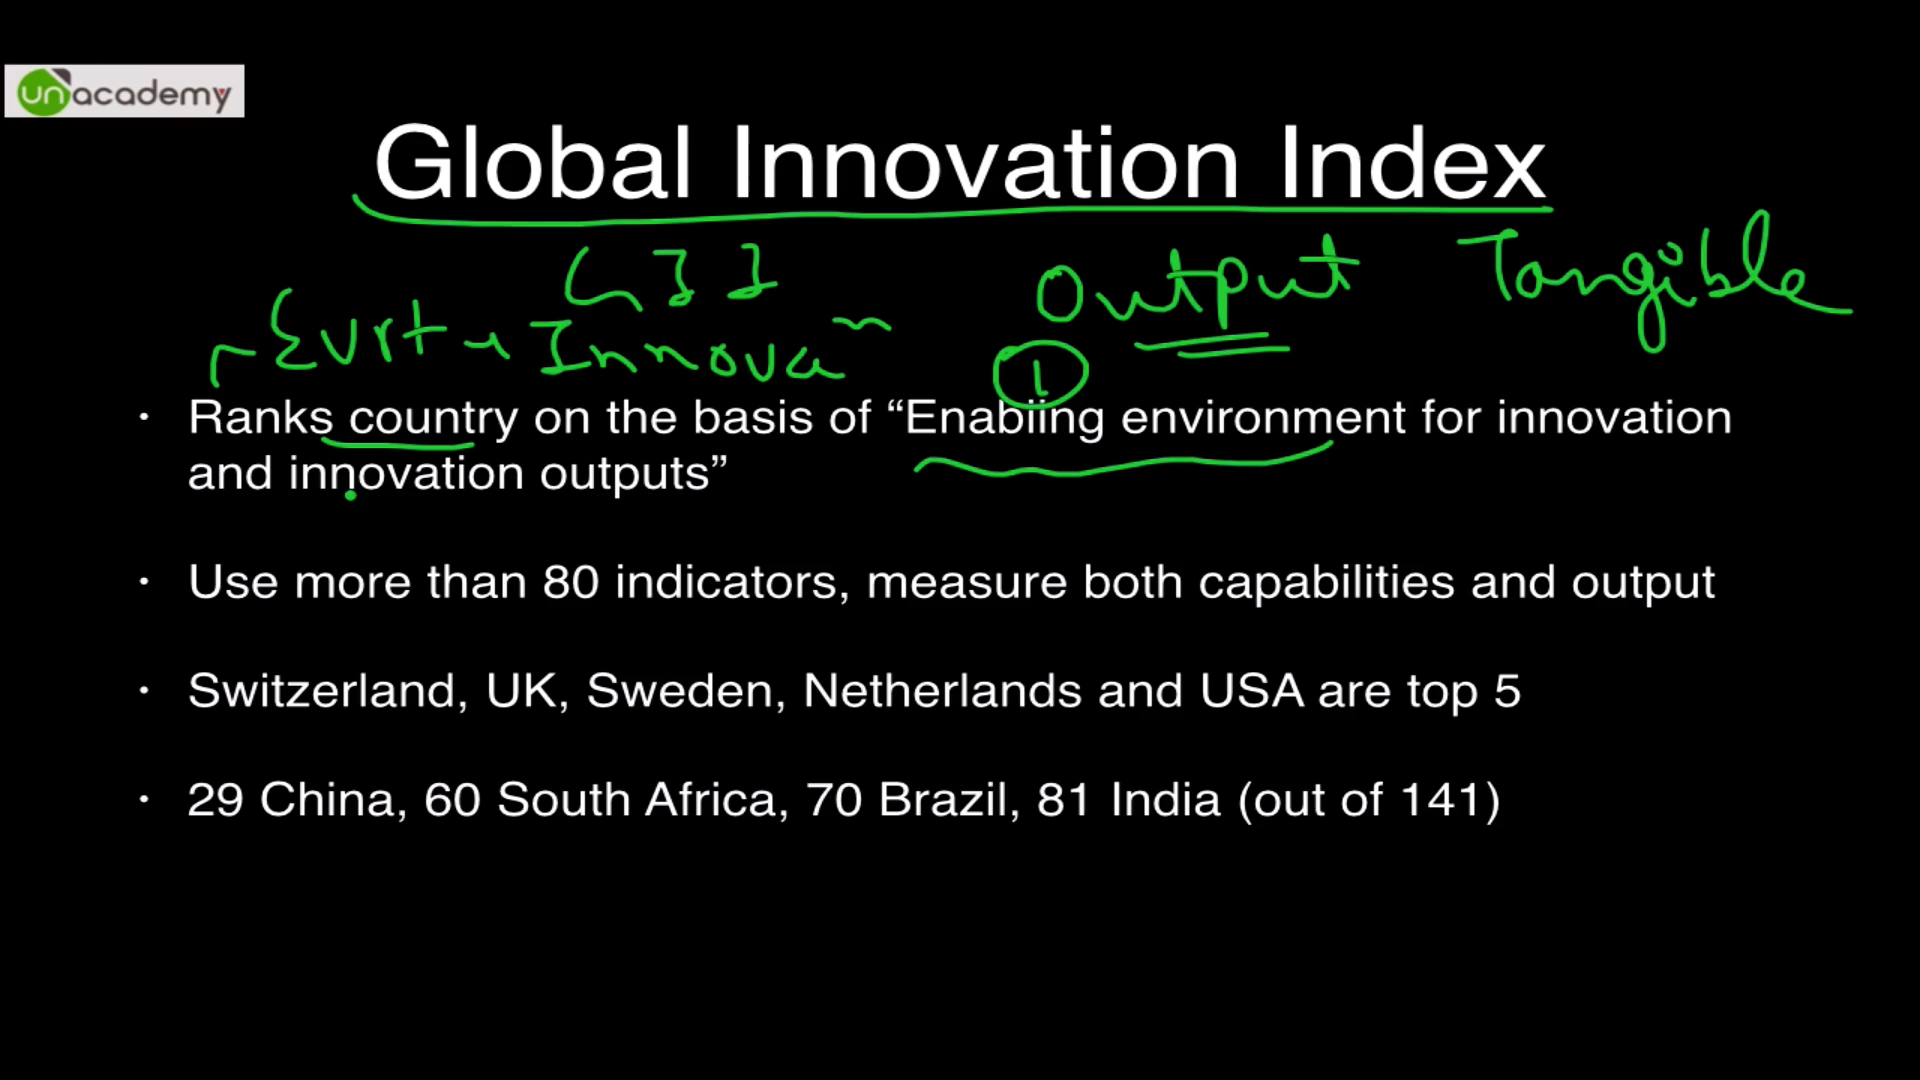 unacademy
Global Innovation Index
GII
Output Tangible
Innova
1
• Ranks country on the basis of “Enabling environment for innovation
and innovation outputs”
• Use more than 80 indicators, measure both capabilities and output
• Switzerland, UK, Sweden, Netherlands and USA are top 5
• 29 China, 60 South Africa, 70 Brazil, 81 India (out of 141)